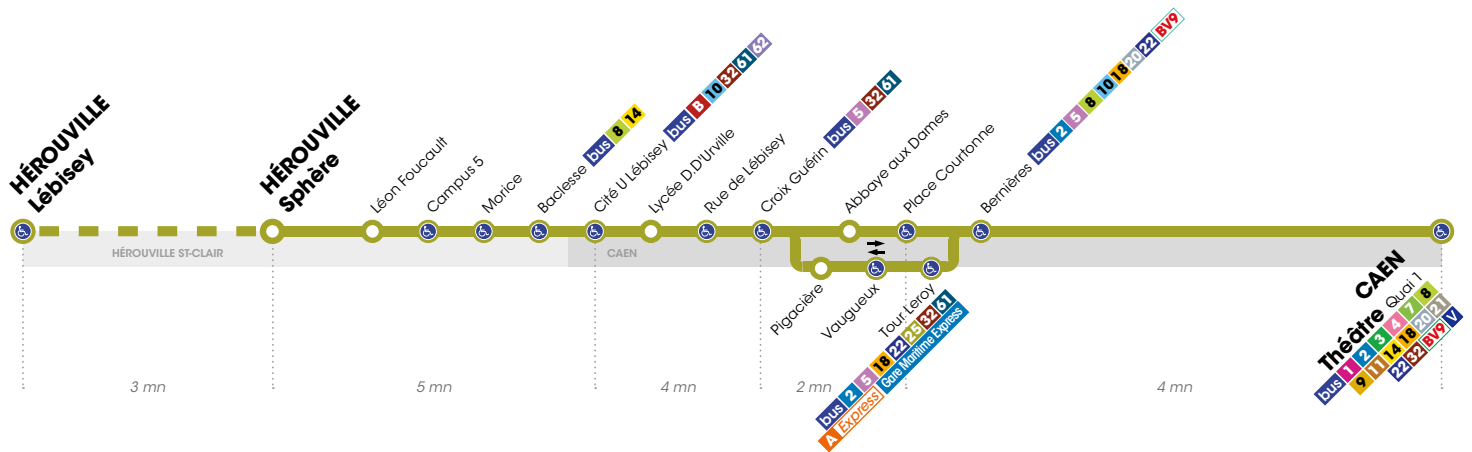 HÉROUVILLE
Lébisey
HÉROUVILLE
Sphère
Léon Foucault
Campus 5
Morice
Baclesse bus 8 14
Cité U Lébisey bus B 10 32 61 62
Lycée D.D'Urville
Rue de Lébisey
Croix Guérin bus 5 32 61
Abbaye aux Dames
Place Courtonne
Bernières bus 2 5 8 10 18 20 22 BV9
HÉROUVILLE ST-CLAIR
CAEN
Pigacière
Vaugueux
Tour Leroy
bus 2 5 18 22 25 32 61
A Express Gare Maritime Express
CAEN
Théâtre Quai 1
bus 1 2 3 4 7 8
9 11 14 18 20 21
22 32 BV9 V
3 mn
5 mn
4 mn
2 mn
4 mn